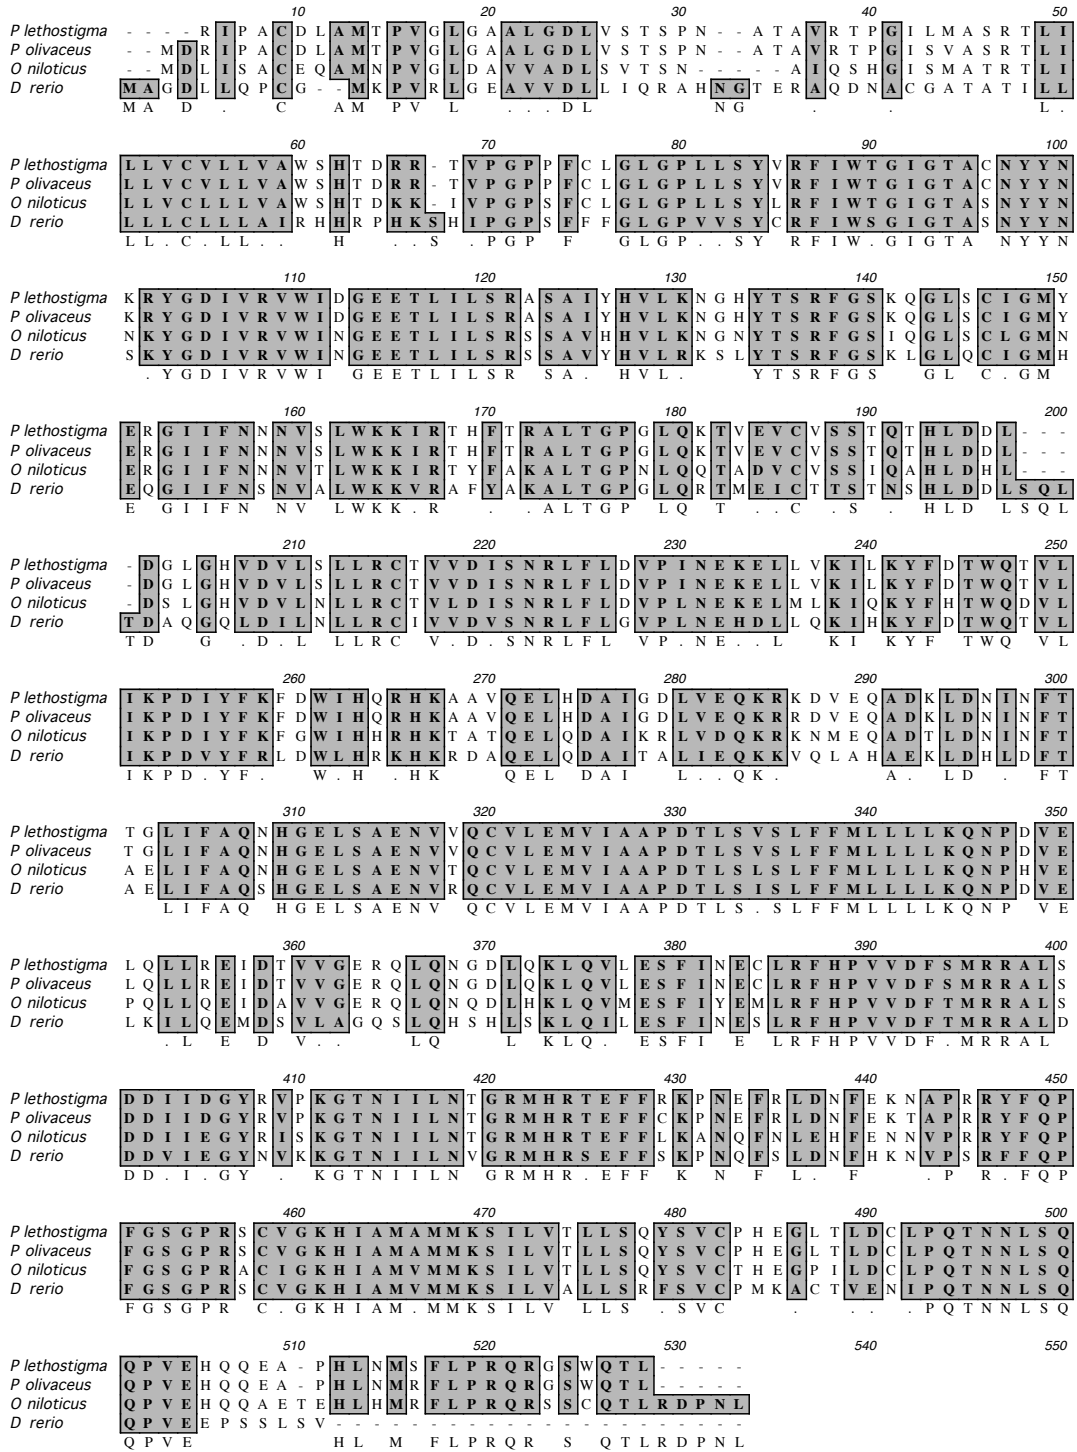 10 20 30 40 50
P lethostigma - - - - R I P A C D L A M T P V G L G A A L G D L V S T S P N - - A T A V R T P G I L M A S R T L I
P olivaceus - - M D R I P A C D L A M T P V G L G A A L G D L V S T S P N - - A T A V R T P G I S V A S R T L I
O niloticus - - M D L I S A C E Q A M N P V G L D A V V A D L S V T S N - - - - - A I Q S H G I S M A T R T L I
D rerio M A G D L L Q P C G - - M K P V R L G E A V V D L L I Q R A H N G T E R A Q D N A C G A T A T I L L
M A D . C A M P V L . . . D L N G . . L .
60 70 80 90 100
P lethostigma L L V C V L L V A W S H T D R R - T V P G P P F C L G L G P L L S Y V R F I W T G I G T A C N Y Y N
P olivaceus L L V C V L L V A W S H T D R R - T V P G P P F C L G L G P L L S Y V R F I W T G I G T A C N Y Y N
O niloticus L L V C L L L V A W S H T D K K - I V P G P S F C L G L G P L L S Y L R F I W T G I G T A S N Y Y N
D rerio L L L C L L L A I R H H R P H K S H I P G P S F F F G L G P V V S Y C R F I W S G I G T A S N Y Y N
L L . C . L L . . H . . S . P G P F G L G P . . S Y R F I W . G I G T A N Y Y N
110 120 130 140 150
P lethostigma K R Y G D I V R V W I D G E E T L I L S R A S A I Y H V L K N G H Y T S R F G S K Q G L S C I G M Y
P olivaceus K R Y G D I V R V W I D G E E T L I L S R A S A I Y H V L K N G H Y T S R F G S K Q G L S C I G M Y
O niloticus N K Y G D I V R V W I N G E E T L I L S R S S A V H H V L K N G N Y T S R F G S I Q G L S C L G M N
D rerio S K Y G D I V R V W I N G E E T L I L S R S S A V Y H V L R K S L Y T S R F G S K L G L Q C I G M H
. Y G D I V R V W I G E E T L I L S R S A . H V L . Y T S R F G S G L C . G M
160 170 180 190 200
P lethostigma E R G I I F N N N V S L W K K I R T H F T R A L T G P G L Q K T V E V C V S S T Q T H L D D L - - -
P olivaceus E R G I I F N N N V S L W K K I R T H F T R A L T G P G L Q K T V E V C V S S T Q T H L D D L - - -
O niloticus E R G I I F N N N V T L W K K I R T Y F A K A L T G P N L Q Q T A D V C V S S I Q A H L D H L - - -
D rerio E Q G I I F N S N V A L W K K V R A F Y A K A L T G P G L Q R T M E I C T T S T N S H L D D L S Q L
E G I I F N N V L W K K . R . . A L T G P L Q T . . C . S . H L D L S Q L
210 220 230 240 250
P lethostigma - D G L G H V D V L S L L R C T V V D I S N R L F L D V P I N E K E L L V K I L K Y F D T W Q T V L
P olivaceus - D G L G H V D V L S L L R C T V V D I S N R L F L D V P I N E K E L L V K I L K Y F D T W Q T V L
O niloticus - D S L G H V D V L N L L R C T V L D I S N R L F L D V P L N E K E L M L K I Q K Y F H T W Q D V L
D rerio T D A Q G Q L D I L N L L R C I V V D V S N R L F L G V P L N E H D L L Q K I H K Y F D T W Q T V L
T D G . D . L L L R C V . D . S N R L F L V P . N E . . L K I K Y F T W Q V L
260 270 280 290 300
P lethostigma I K P D I Y F K F D W I H Q R H K A A V Q E L H D A I G D L V E Q K R K D V E Q A D K L D N I N F T
P olivaceus I K P D I Y F K F D W I H Q R H K A A V Q E L H D A I G D L V E Q K R R D V E Q A D K L D N I N F T
O niloticus I K P D I Y F K F G W I H H R H K T A T Q E L Q D A I K R L V D Q K R K N M E Q A D T L D N I N F T
D rerio I K P D V Y F R L D W L H R K H K R D A Q E L Q D A I T A L I E Q K K V Q L A H A E K L D H L D F T
I K P D . Y F . W . H . H K Q E L D A I L . . Q K . A . L D . F T
310 320 330 340 350
P lethostigma T G L I F A Q N H G E L S A E N V V Q C V L E M V I A A P D T L S V S L F F M L L L L K Q N P D V E
P olivaceus T G L I F A Q N H G E L S A E N V V Q C V L E M V I A A P D T L S V S L F F M L L L L K Q N P D V E
O niloticus A E L I F A Q N H G E L S A E N V T Q C V L E M V I A A P D T L S L S L F F M L L L L K Q N P H V E
D rerio A E L I F A Q S H G E L S A E N V R Q C V L E M V I A A P D T L S I S L F F M L L L L K Q N P D V E
L I F A Q H G E L S A E N V Q C V L E M V I A A P D T L S . S L F F M L L L L K Q N P V E
360 370 380 390 400
P lethostigma L Q L L R E I D T V V G E R Q L Q N G D L Q K L Q V L E S F I N E C L R F H P V V D F S M R R A L S
P olivaceus L Q L L R E I D T V V G E R Q L Q N G D L Q K L Q V L E S F I N E C L R F H P V V D F S M R R A L S
O niloticus P Q L L Q E I D A V V G E R Q L Q N Q D L H K L Q V M E S F I Y E M L R F H P V V D F T M R R A L S
D rerio L K I L Q E M D S V L A G Q S L Q H S H L S K L Q I L E S F I N E S L R F H P V V D F T M R R A L D
. L E D V . . L Q L K L Q . E S F I E L R F H P V V D F . M R R A L
410 420 430 440 450
P lethostigma D D I I D G Y R V P K G T N I I L N T G R M H R T E F F R K P N E F R L D N F E K N A P R R Y F Q P
P olivaceus D D I I D G Y R V P K G T N I I L N T G R M H R T E F F C K P N E F R L D N F E K T A P R R Y F Q P
O niloticus D D I I E G Y R I S K G T N I I L N T G R M H R T E F F L K A N Q F N L E H F E N N V P R R Y F Q P
D rerio D D V I E G Y N V K K G T N I I L N V G R M H R S E F F S K P N Q F S L D N F H K N V P S R F F Q P
D D . I . G Y . K G T N I I L N G R M H R . E F F K N F L . F . P R . F Q P
460 470 480 490 500
P lethostigma F G S G P R S C V G K H I A M A M M K S I L V T L L S Q Y S V C P H E G L T L D C L P Q T N N L S Q
P olivaceus F G S G P R S C V G K H I A M A M M K S I L V T L L S Q Y S V C P H E G L T L D C L P Q T N N L S Q
O niloticus F G S G P R A C I G K H I A M V M M K S I L V T L L S Q Y S V C T H E G P I L D C L P Q T N N L S Q
D rerio F G S G P R S C V G K H I A M V M M K S I L V A L L S R F S V C P M K A C T V E N I P Q T N N L S Q
F G S G P R C . G K H I A M . M M K S I L V L L S . S V C . . . . P Q T N N L S Q
510 520 530 540 550
P lethostigma Q P V E H Q Q E A - P H L N M S F L P R Q R G S W Q T L - - - - -
P olivaceus Q P V E H Q Q E A - P H L N M R F L P R Q R G S W Q T L - - - - -
O niloticus Q P V E H Q Q A E T E H L H M R F L P R Q R S S C Q T L R D P N L
D rerio Q P V E E P S S L S V - - - - - - - - - - - - - - - - - - - - - -
Q P V E H L M F L P R Q R S Q T L R D P N L